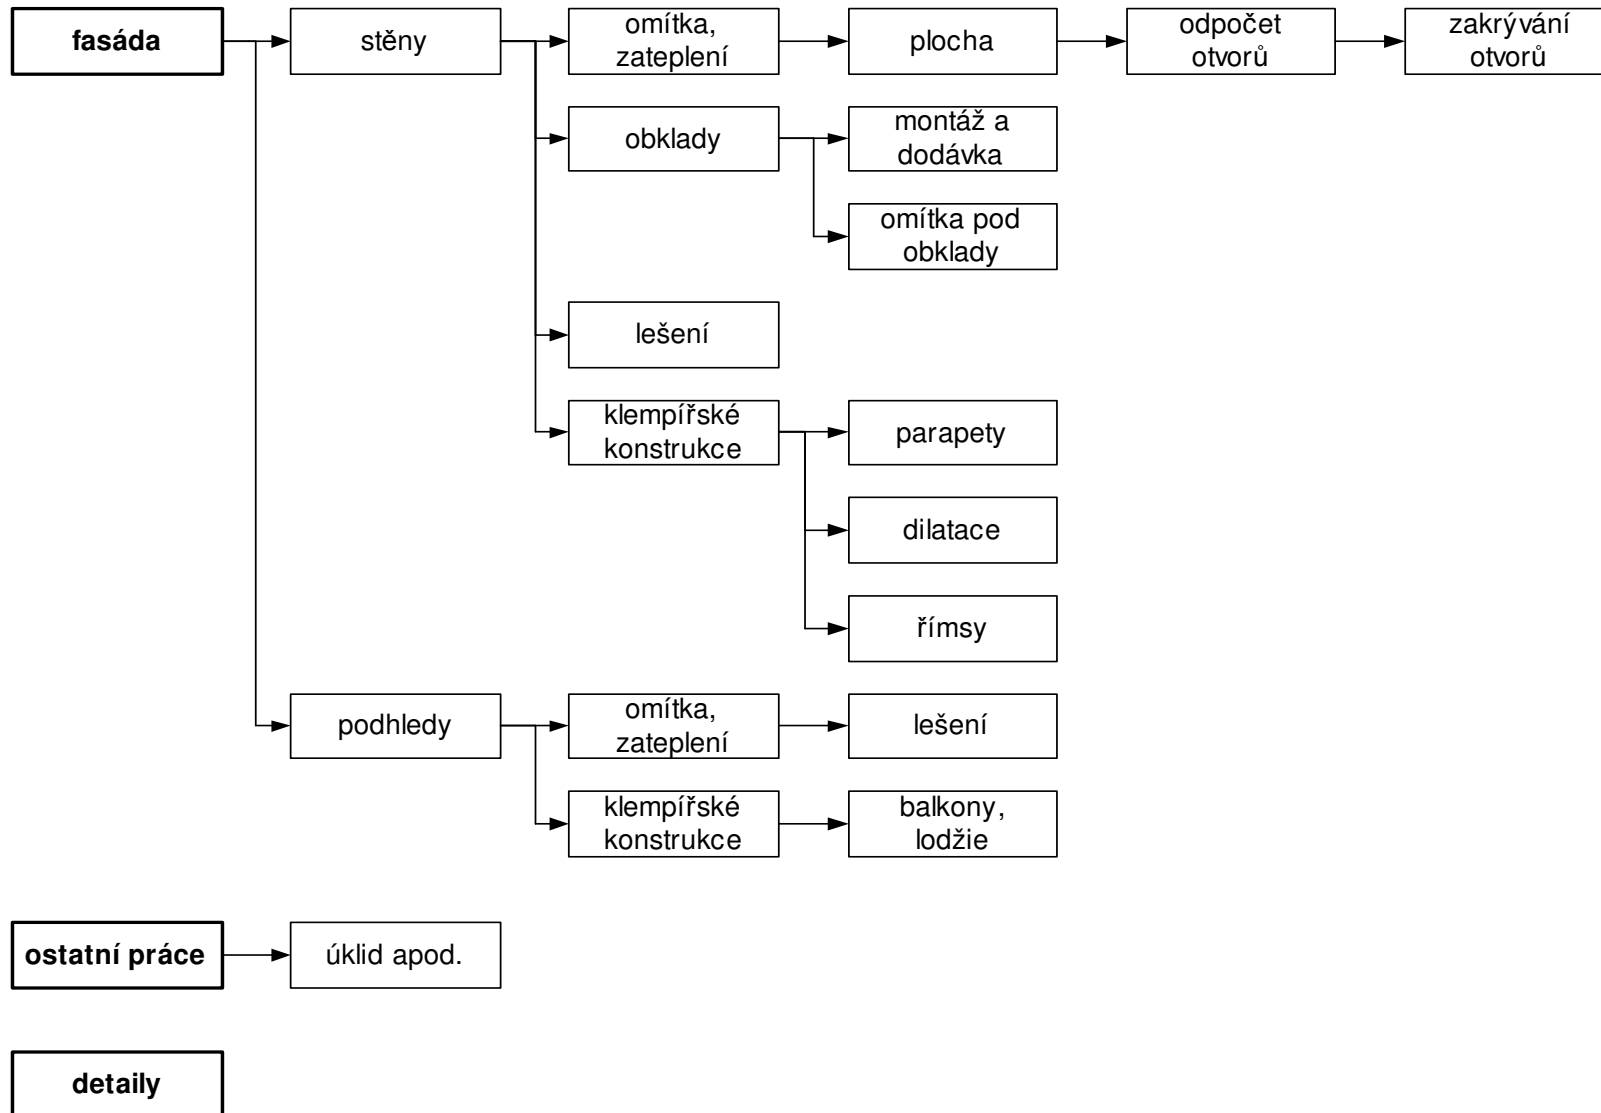 fasáda
stěny
omítka,
zateplení
plocha
odpočet
otvorů
zakrývání
otvorů
obklady
montáž a
dodávka
omítka pod
obklady
lešení
klempířské
konstrukce
parapety
dilatace
římsy
podhledy
omítka,
zateplení
lešení
klempířské
konstrukce
balkony,
lodžie
ostatní práce
úklid apod.
detaily